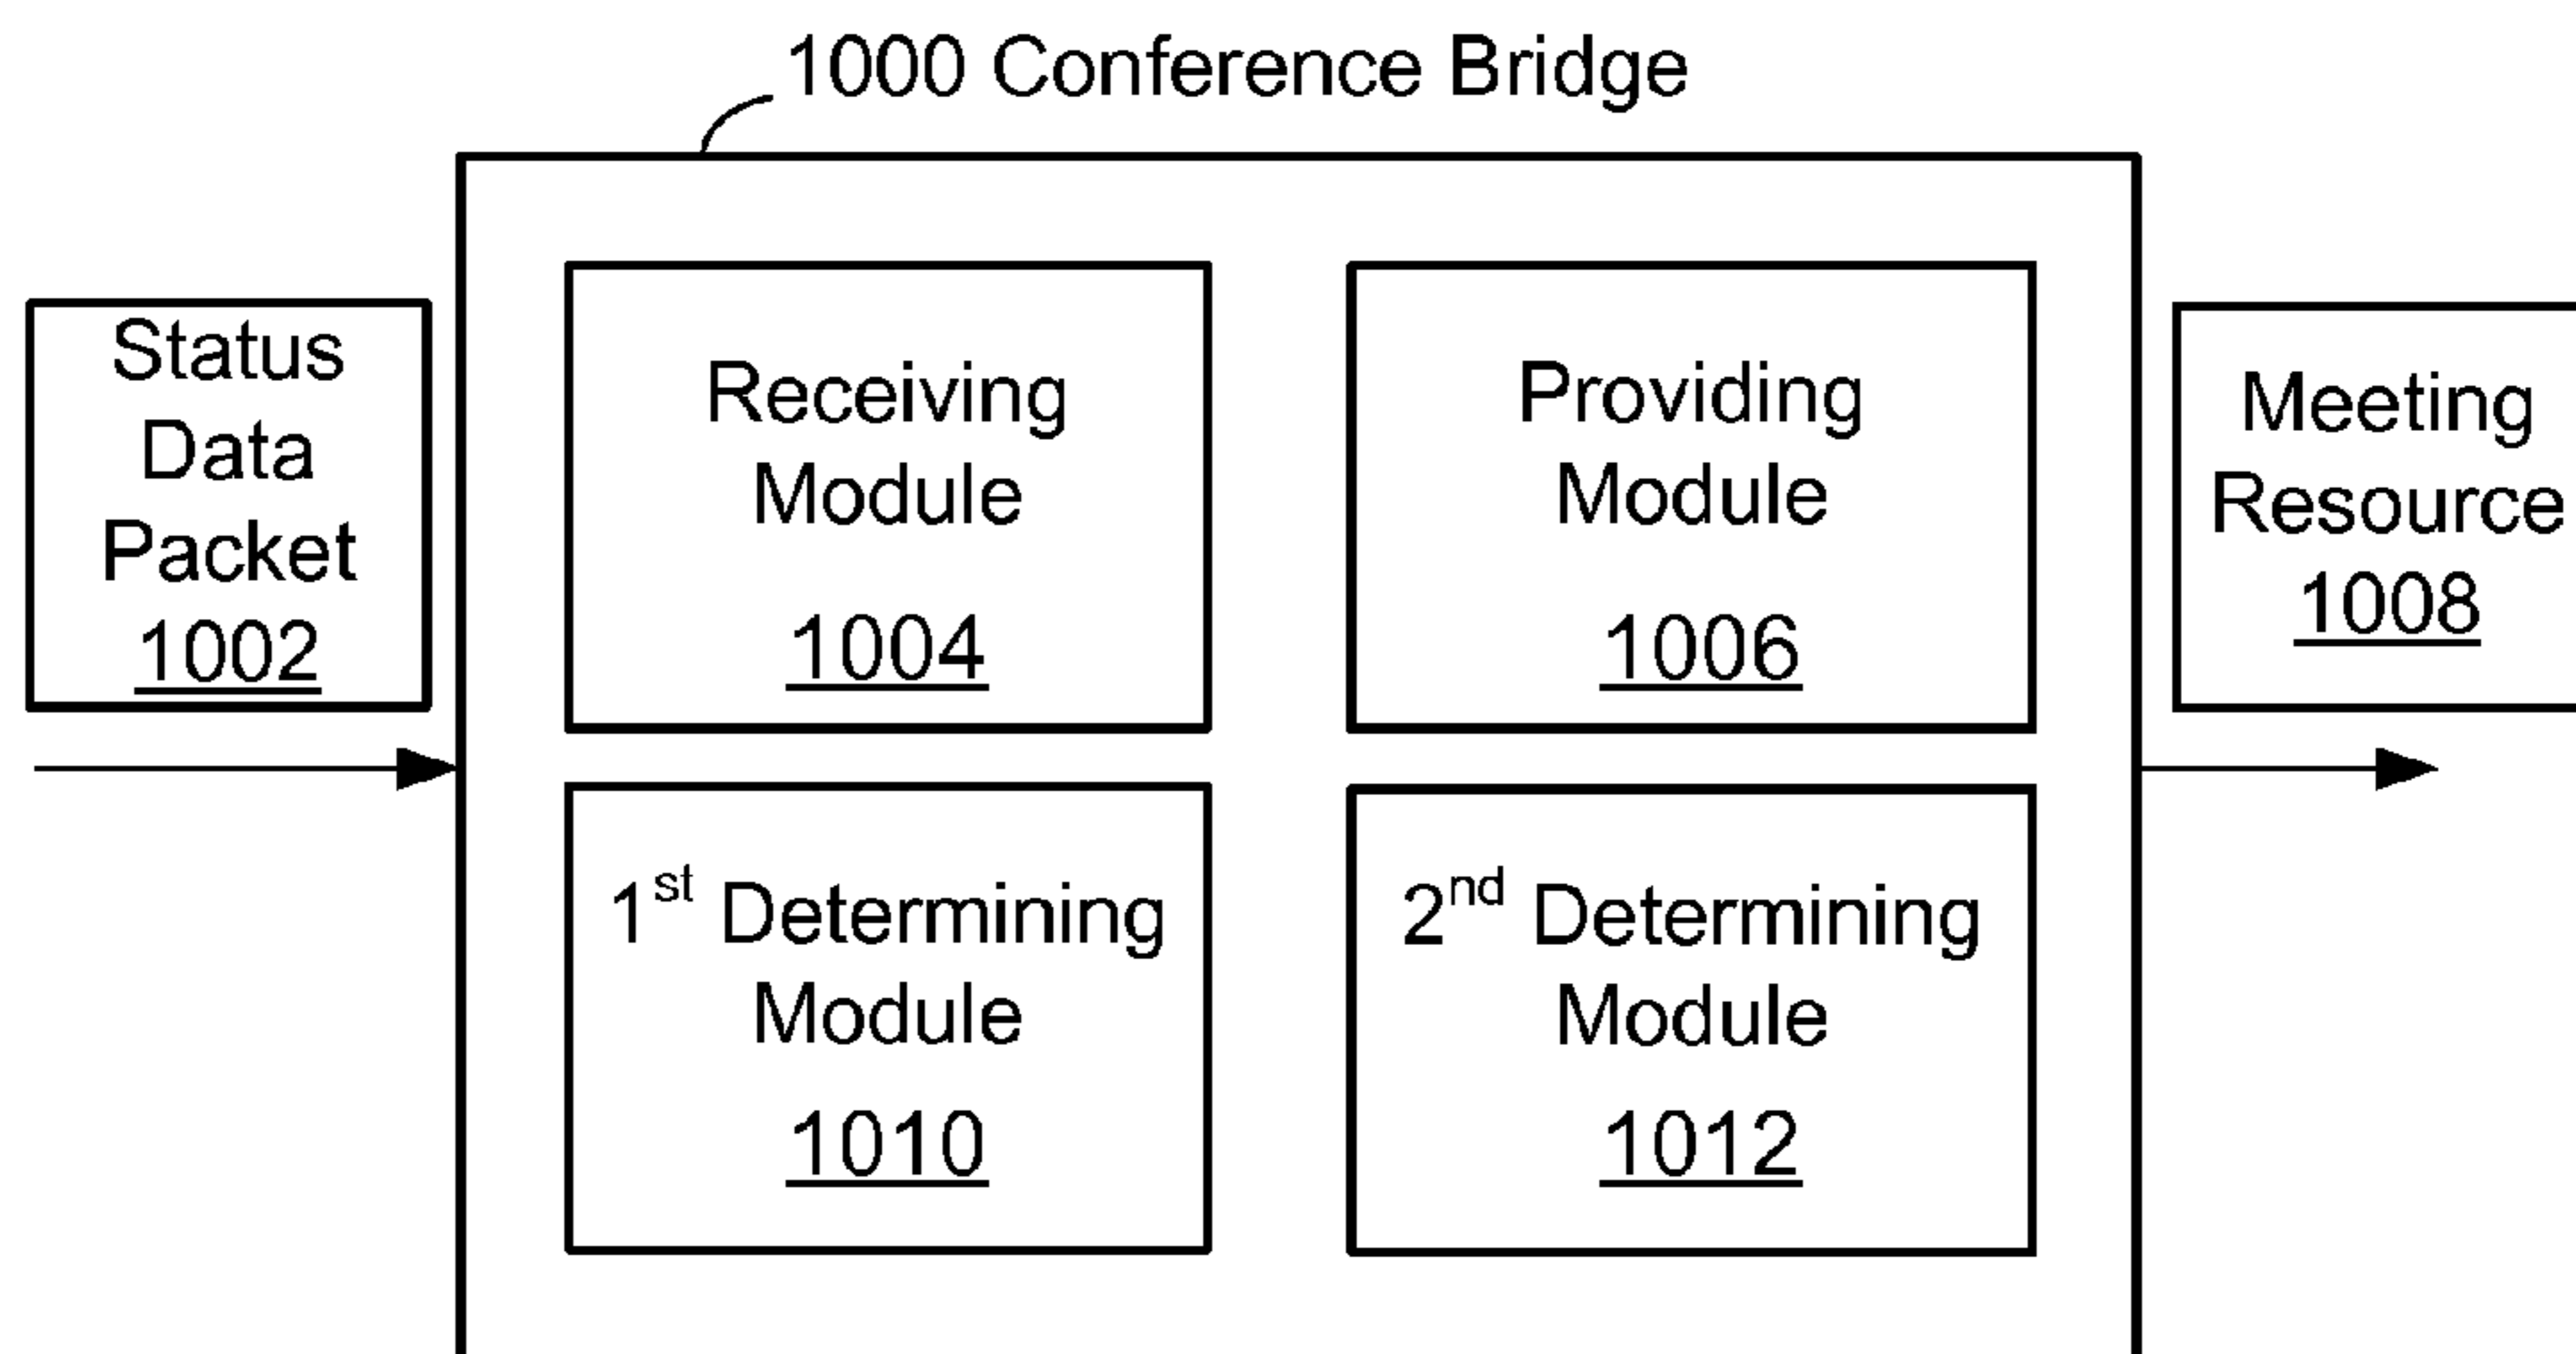 1000 Conference Bridge
Status
Data
Packet
1002
Receiving
Module
1004
Providing
Module
1006
Meeting
Resource
1008
1st Determining
Module
1010
2nd Determining
Module
1012